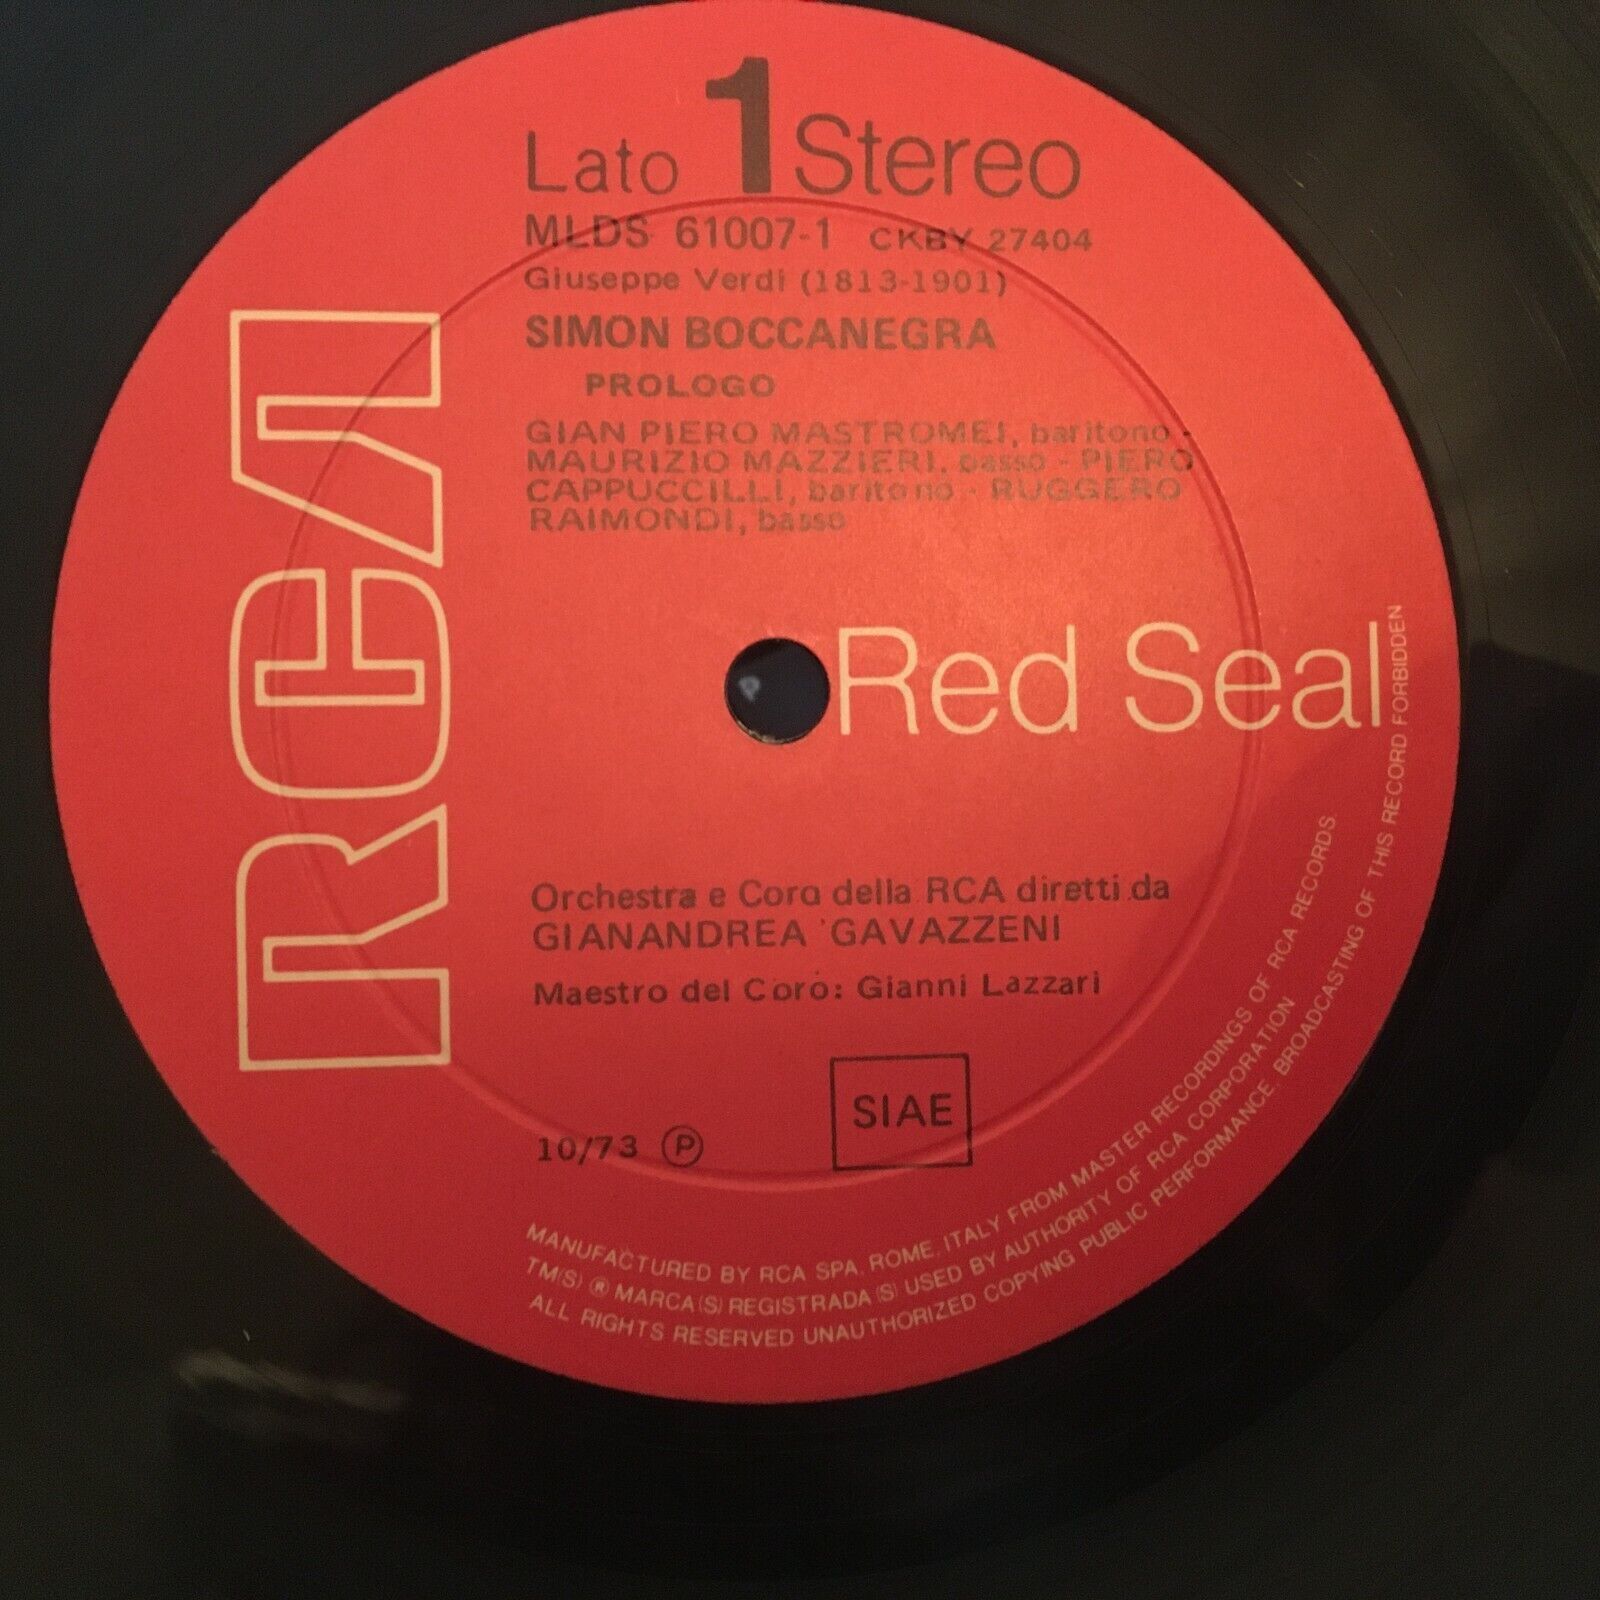 Lato 1 Stereo
MLDS 61007-1 CKBY 27404
Giuseppe Verdi (1813-1901)
SIMON BOCCANEGRA
PROLOGO
GIAN PIERO MASTROMEI, baritono -
MAURIZIO MAZZIERI, basso - PIERO
CAPPUCCILLI, baritono - RUGGERO
RAIMONDI, basso
RCA
Red Seal
Orchestra e Coro della RCA diretti da
GIANANDREA GAVAZZENI
Maestro del Coro: Gianni Lazzari
SIAE
10/73 Ⓟ
MANUFACTURED BY RCA SPA, ROME, ITALY FROM MASTER RECORDINGS OF RCA RECORDS.
TM(S) ® MARCA(S) REGISTRADA(S) USED BY AUTHORITY OF RCA CORPORATION
ALL RIGHTS RESERVED UNAUTHORIZED COPYING PUBLIC PERFORMANCE, BROADCASTING OF THIS RECORD FORBIDDEN